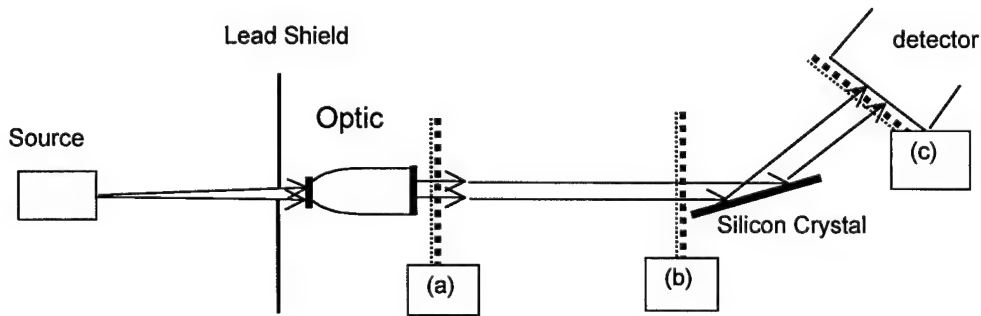 Lead Shield
detector
Optic
Source
(c)
Silicon Crystal
(a)
(b)